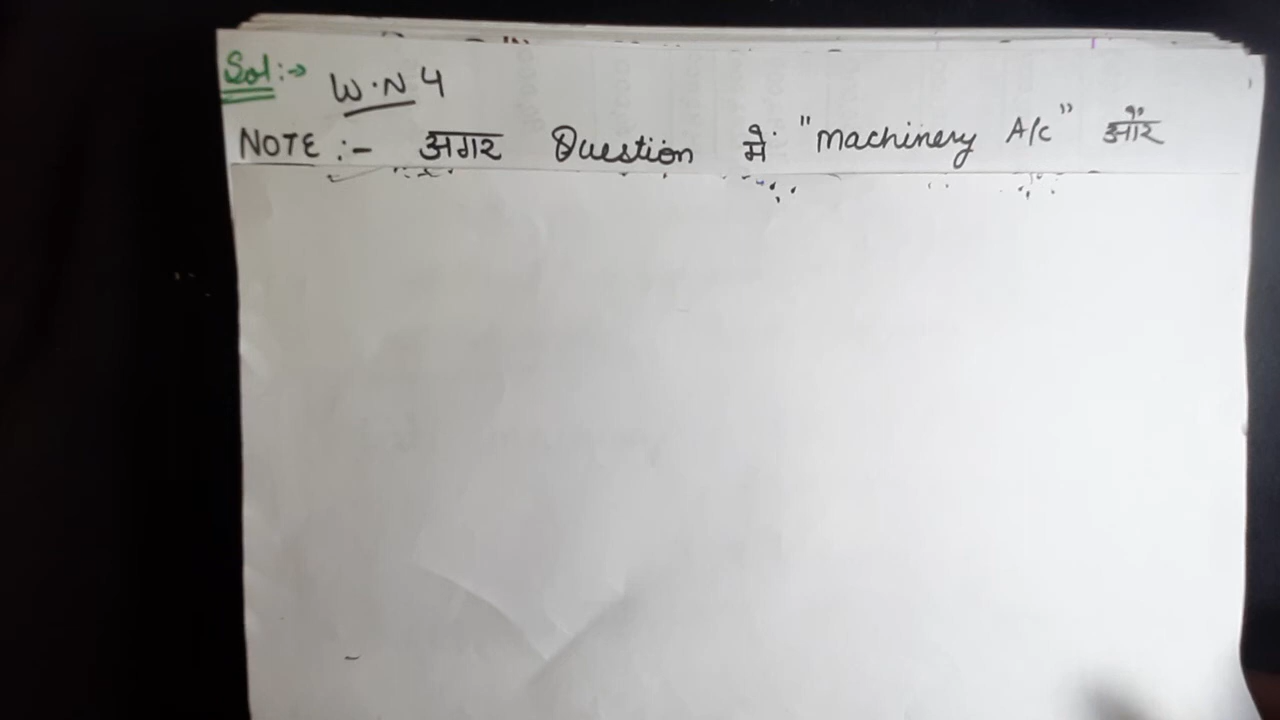 Sol:→ W.N 4
NOTE :- अगर Question में "machinery A/c" और